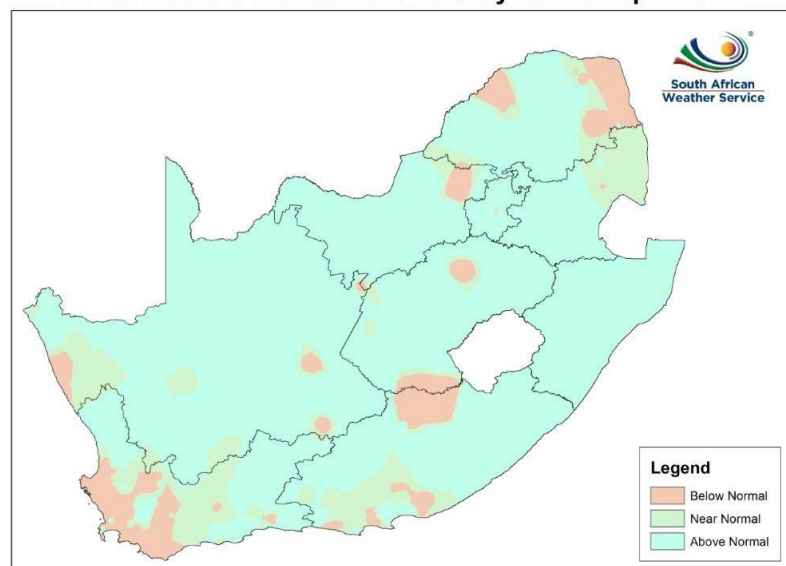 South African
Weather Service
®
Legend
Below Normal
Near Normal
Above Normal